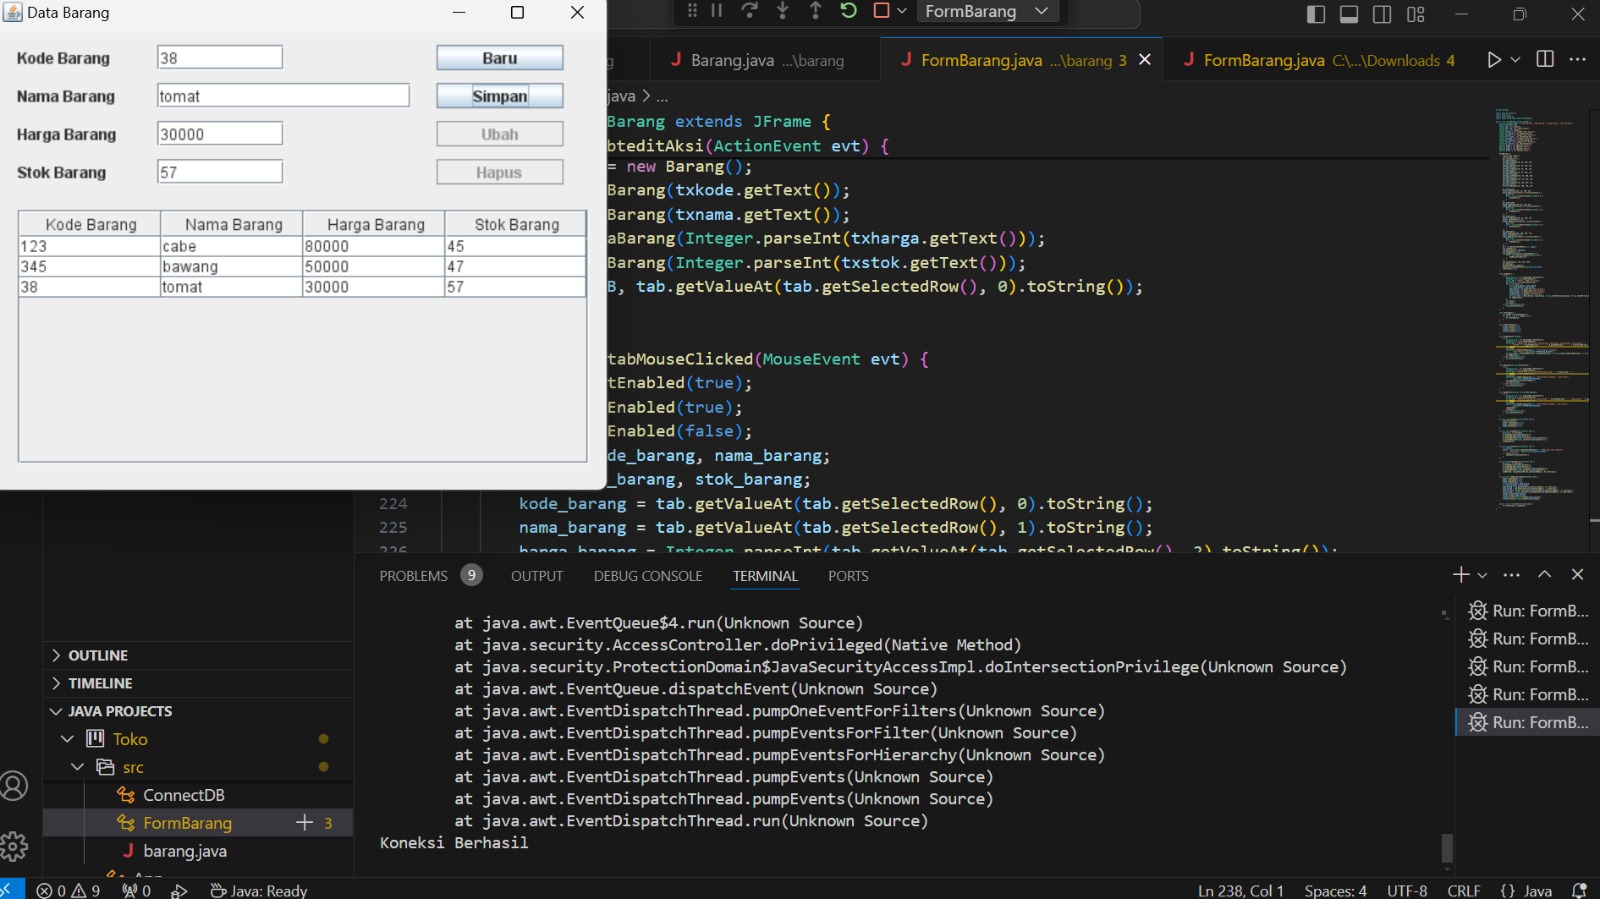 Data Barang
Kode Barang 38 Baru
Nama Barang tomat Simpan
Harga Barang 30000 Ubah
Stok Barang 57 Hapus
Kode Barang Nama Barang Harga Barang Stok Barang
123 cabe 80000 45
345 bawang 50000 47
38 tomat 30000 57
FormBarang
g Barang.java ...\barang FormBarang.java ...\barang 3 FormBarang.java C:\...\Downloads 4
java > ...
Barang extends JFrame {
bteditAksi(ActionEvent evt) {
= new Barang();
Barang(txkode.getText());
Barang(txnama.getText());
aBarang(Integer.parseInt(txharga.getText()));
Barang(Integer.parseInt(txstok.getText()));
B, tab.getValueAt(tab.getSelectedRow(), 0).toString());
tabMouseClicked(MouseEvent evt) {
tEnabled(true);
Enabled(true);
Enabled(false);
de_barang, nama_barang;
_barang, stok_barang;
224 kode_barang = tab.getValueAt(tab.getSelectedRow(), 0).toString();
225 nama_barang = tab.getValueAt(tab.getSelectedRow(), 1).toString();
226 harga_barang = Integer.parseInt(tab.getValueAt(tab.getSelectedRow(), 2).toString());
PROBLEMS 9 OUTPUT DEBUG CONSOLE TERMINAL PORTS
at java.awt.EventQueue$4.run(Unknown Source)
at java.security.AccessController.doPrivileged(Native Method)
at java.security.ProtectionDomain$JavaSecurityAccessImpl.doIntersectionPrivilege(Unknown Source)
at java.awt.EventQueue.dispatchEvent(Unknown Source)
at java.awt.EventDispatchThread.pumpOneEventForFilters(Unknown Source)
at java.awt.EventDispatchThread.pumpEventsForFilter(Unknown Source)
at java.awt.EventDispatchThread.pumpEventsForHierarchy(Unknown Source)
at java.awt.EventDispatchThread.pumpEvents(Unknown Source)
at java.awt.EventDispatchThread.pumpEvents(Unknown Source)
at java.awt.EventDispatchThread.run(Unknown Source)
Koneksi Berhasil
Run: FormB...
Run: FormB...
Run: FormB...
Run: FormB...
Run: FormB...
OUTLINE
TIMELINE
JAVA PROJECTS
Toko
src
ConnectDB
FormBarang 3
barang.java
App
0 9 0 Java: Ready Ln 238, Col 1 Spaces: 4 UTF-8 CRLF {} Java